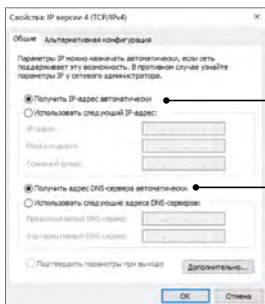 Свойства: IP версии 4 (TCP/IPv4)
Общие Альтернативная конфигурация
Параметры IP можно назначать автоматически, если сеть
поддерживает эту возможность. В противном случае узнайте
параметры IP у сетевого администратора.
Получить IP-адрес автоматически
Использовать следующий IP-адрес:
IP-адрес:
Маска подсети:
Основной шлюз:
Получить адрес DNS-сервера автоматически
Использовать следующие адреса DNS-серверов:
Предпочитаемый DNS-сервер:
Альтернативный DNS-сервер:
Подтвердить параметры при выходе
Дополнительно...
ОК Отмена